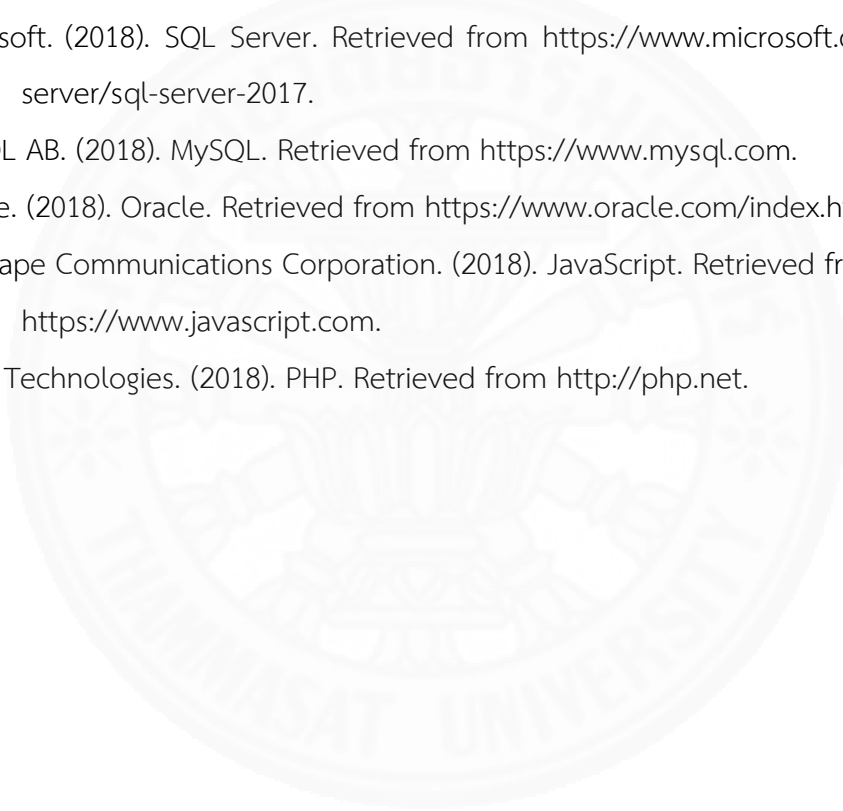 soft. (2018). SQL Server. Retrieved from https://www.microsoft.
server/sql-server-2017.
L AB. (2018). MySQL. Retrieved from https://www.mysql.com.
e. (2018). Oracle. Retrieved from https://www.oracle.com/index.h
ape Communications Corporation. (2018). JavaScript. Retrieved fr
https://www.javascript.com.
Technologies. (2018). PHP. Retrieved from http://php.net.
THAMMASAT UNIVERSITY